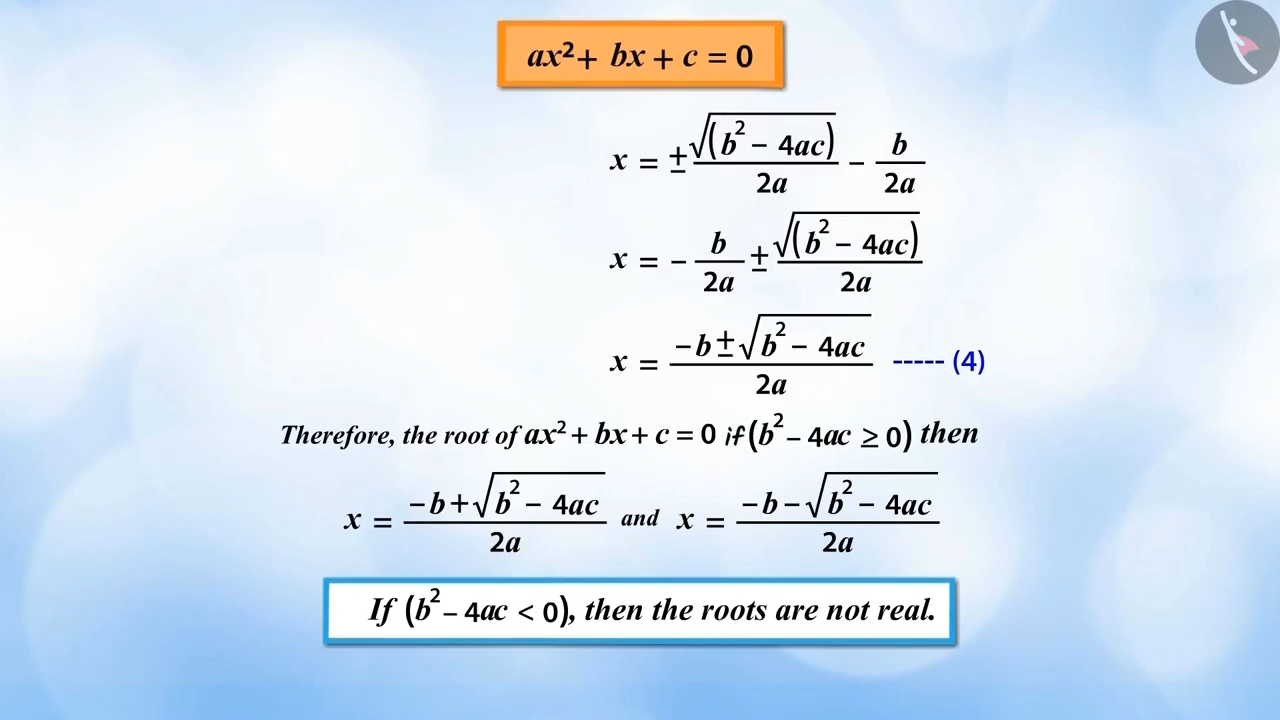 ax² + bx + c = 0
x = ± √(b² – 4ac) / 2a – b / 2a
x = – b / 2a ± √(b² – 4ac) / 2a
x = –b ± √b² – 4ac / 2a ----- (4)
Therefore, the root of ax² + bx + c = 0 if (b² – 4ac ≥ 0) then
x = –b + √b² – 4ac / 2a and x = –b – √b² – 4ac / 2a
If (b² – 4ac < 0), then the roots are not real.